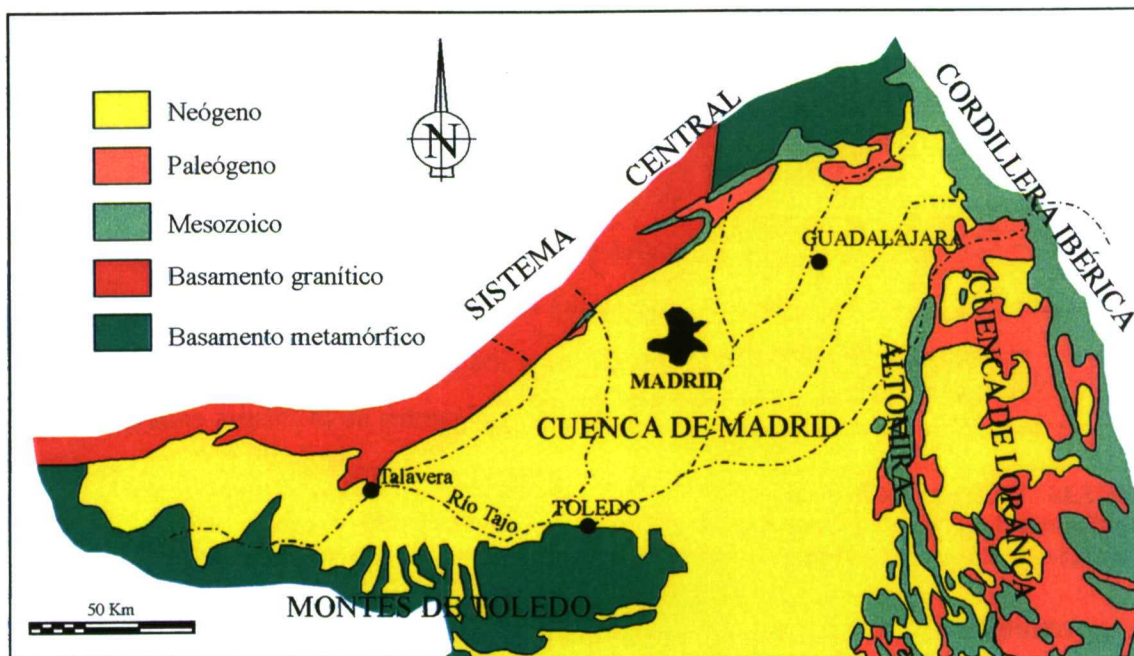 Neógeno
Paleógeno
Mesozoico
Basamento granítico
Basamento metamórfico
N
SISTEMA
CENTRAL
CORDILLERA IBÉRICA
GUADALAJARA
MADRID
CUENCA DE MADRID
ALTOMIRA
CUENCA DE LORANCA
Talavera
Río Tajo
TOLEDO
MONTES DE TOLEDO
50 Km